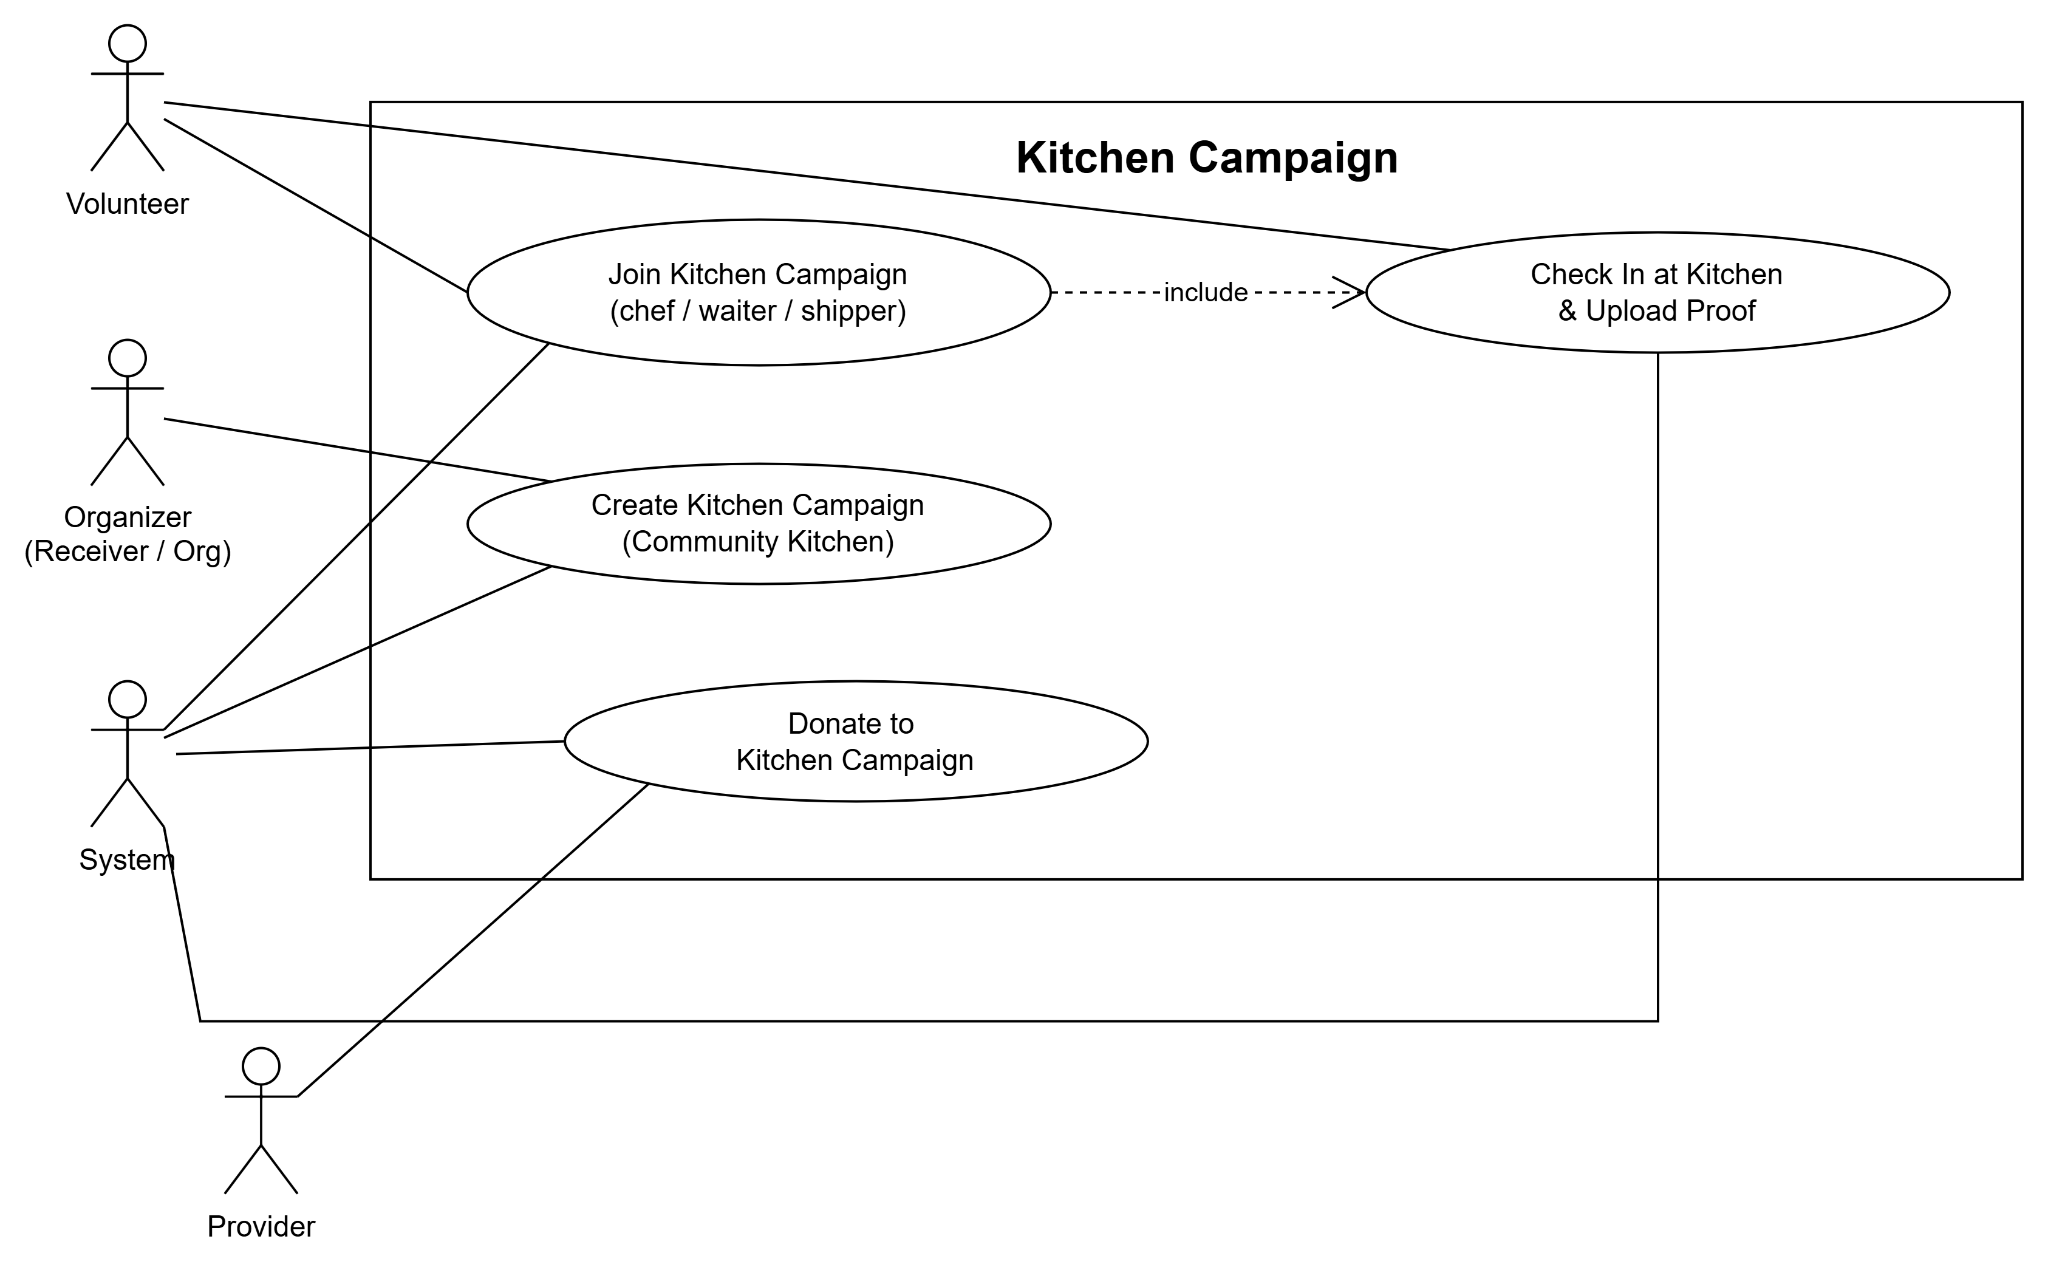 Volunteer
Kitchen Campaign
Join Kitchen Campaign
(chef / waiter / shipper)
include
Check In at Kitchen
& Upload Proof
Organizer
(Receiver / Org)
Create Kitchen Campaign
(Community Kitchen)
System
Donate to
Kitchen Campaign
Provider